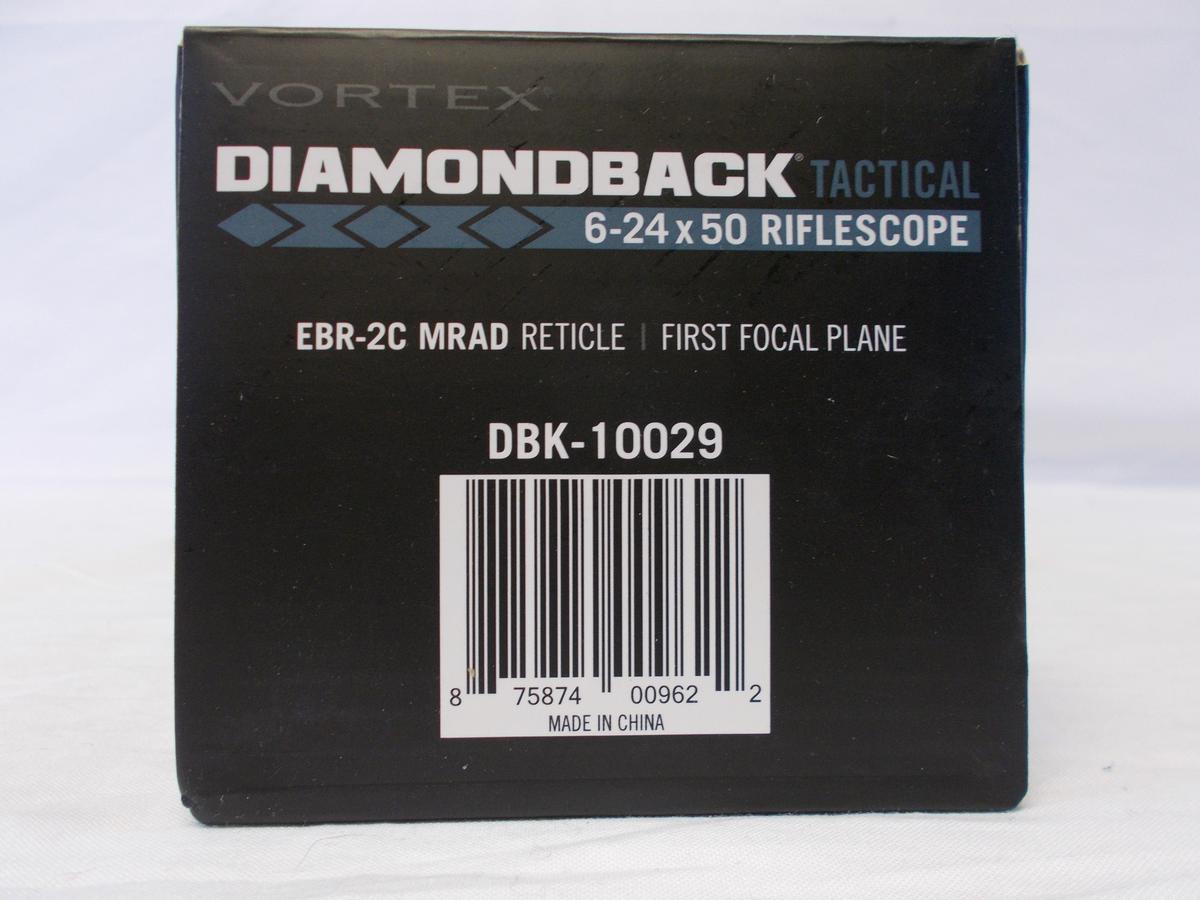 VORTEX®
DIAMONDBACK® TACTICAL
6-24 x 50 RIFLESCOPE
EBR-2C MRAD RETICLE | FIRST FOCAL PLANE
DBK-10029
8 75874 00962 2
MADE IN CHINA